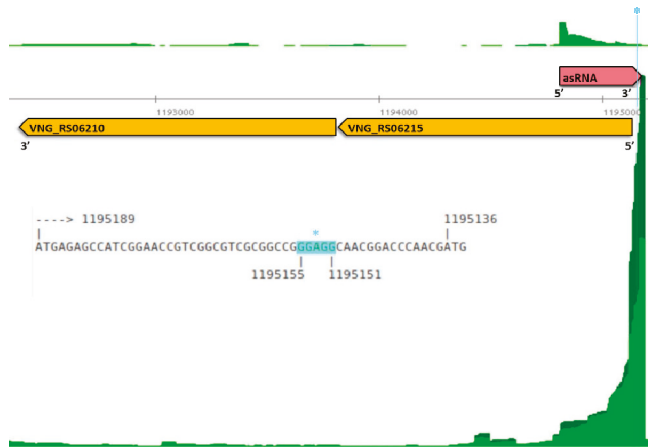 *
asRNA
5' 3'
1193000 1194000 1195000
VNG_RS06210 VNG_RS06215
3' 5'
----> 1195189 1195136
| * |
ATGAGAGCCATCGGAACCGTCGGCGTCGCGGCCGGGAGGCAACGGACCCAACGATG
| |
1195155 1195151